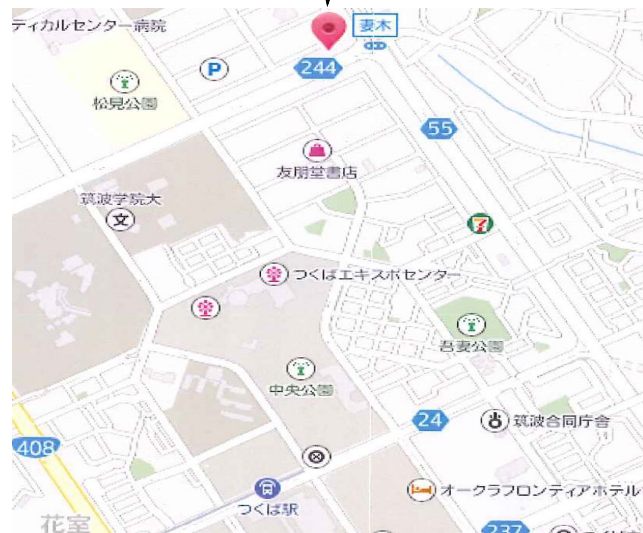 ティカルセンター病院
妻木
P
244
松見公園
55
友朋堂書店
筑波学院大
文
7
つくばエキスポセンター
吾妻公園
中央公園
24
筑波合同庁舎
408
オークラフロンティアホテル
つくば駅
花室
237